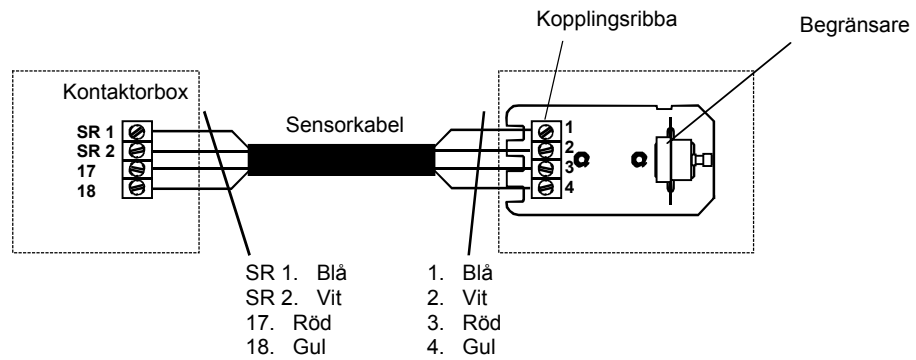 Kopplingsribba
Begränsare
Kontaktorbox
Sensorkabel
SR 1
SR 2
17
18
1
2
3
4
SR 1. Blå
SR 2. Vit
17. Röd
18. Gul
1. Blå
2. Vit
3. Röd
4. Gul